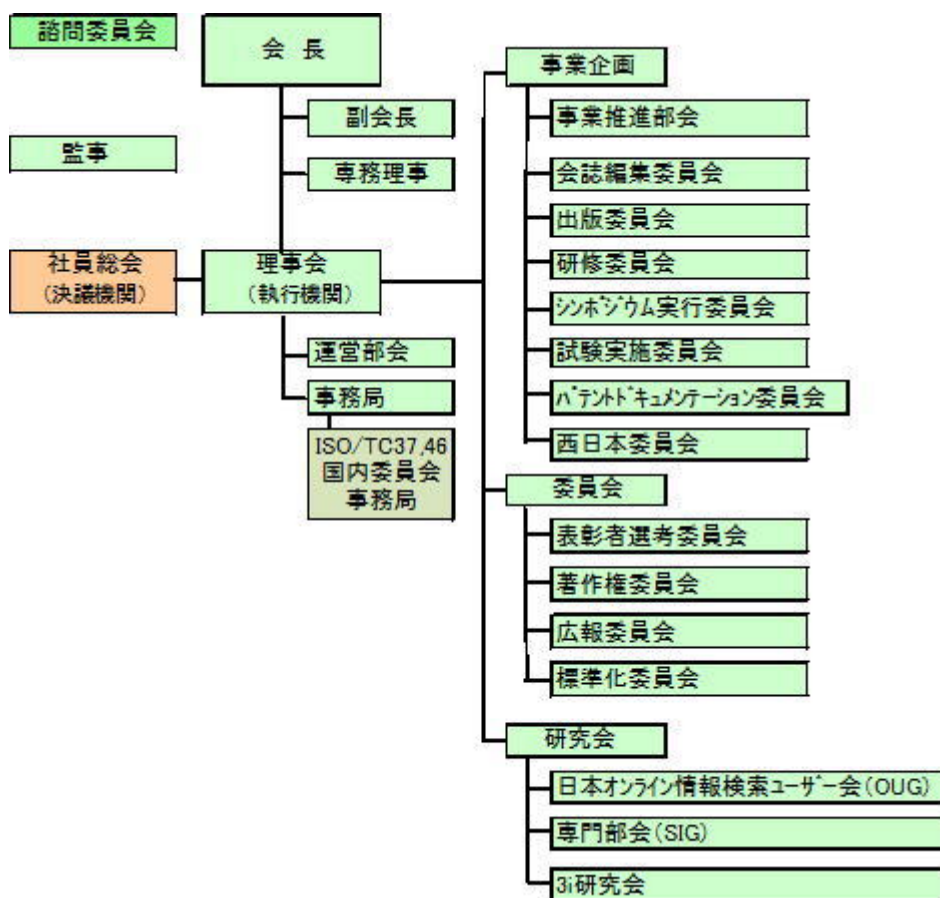 諮問委員会
会 長
副会長
監事
専務理事
社員総会
(決議機関)
理事会
(執行機関)
運営部会
事務局
ISO/TC37,46
国内委員会
事務局
事業企画
事業推進部会
会誌編集委員会
出版委員会
研修委員会
シンポジウム実行委員会
試験実施委員会
パテントドキュメンテーション委員会
西日本委員会
委員会
表彰者選考委員会
著作権委員会
広報委員会
標準化委員会
研究会
日本オンライン情報検索ユーザー会(OUG)
専門部会(SIG)
3i研究会